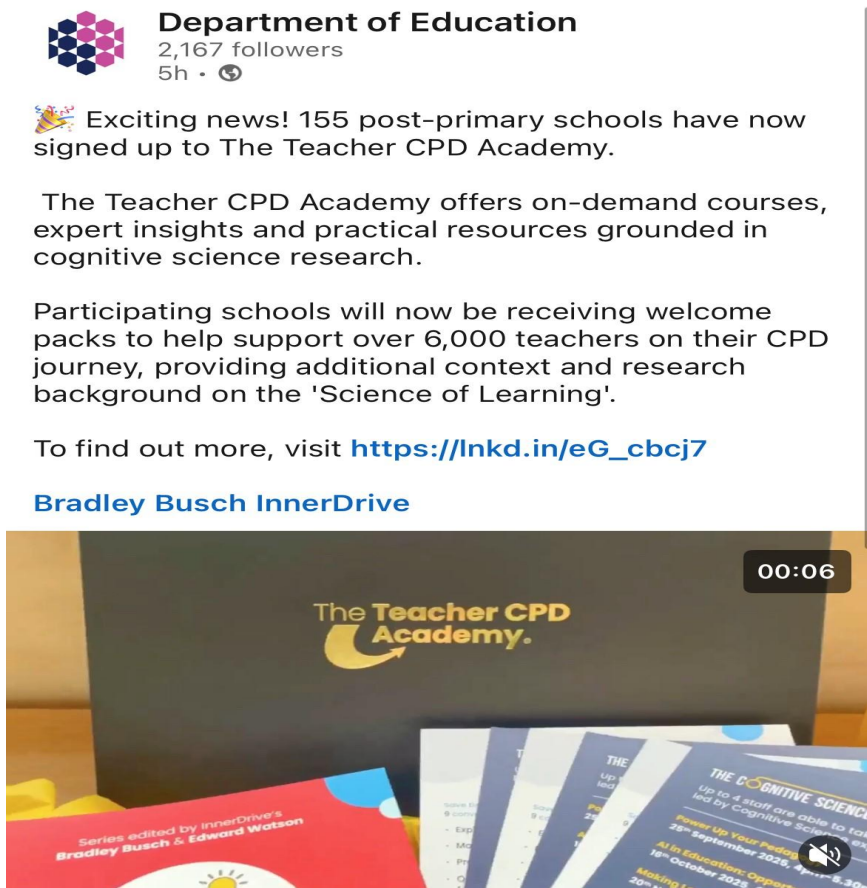 Department of Education
2,167 followers
5h •
🎉 Exciting news! 155 post-primary schools have now
signed up to The Teacher CPD Academy.
The Teacher CPD Academy offers on-demand courses,
expert insights and practical resources grounded in
cognitive science research.
Participating schools will now be receiving welcome
packs to help support over 6,000 teachers on their CPD
journey, providing additional context and research
background on the 'Science of Learning'.
To find out more, visit https://lnkd.in/eG_cbcj7
Bradley Busch InnerDrive
00:06
The Teacher CPD
Academy.
Series edited by InnerDrive's
Bradley Busch & Edward Watson
THE
Up
led
THE COGNITIVE SCIENC
Up to 4 staff are able to
led by Cognitive
Power Up Your
25th September 2025,
AI in Education:
16th October
Making